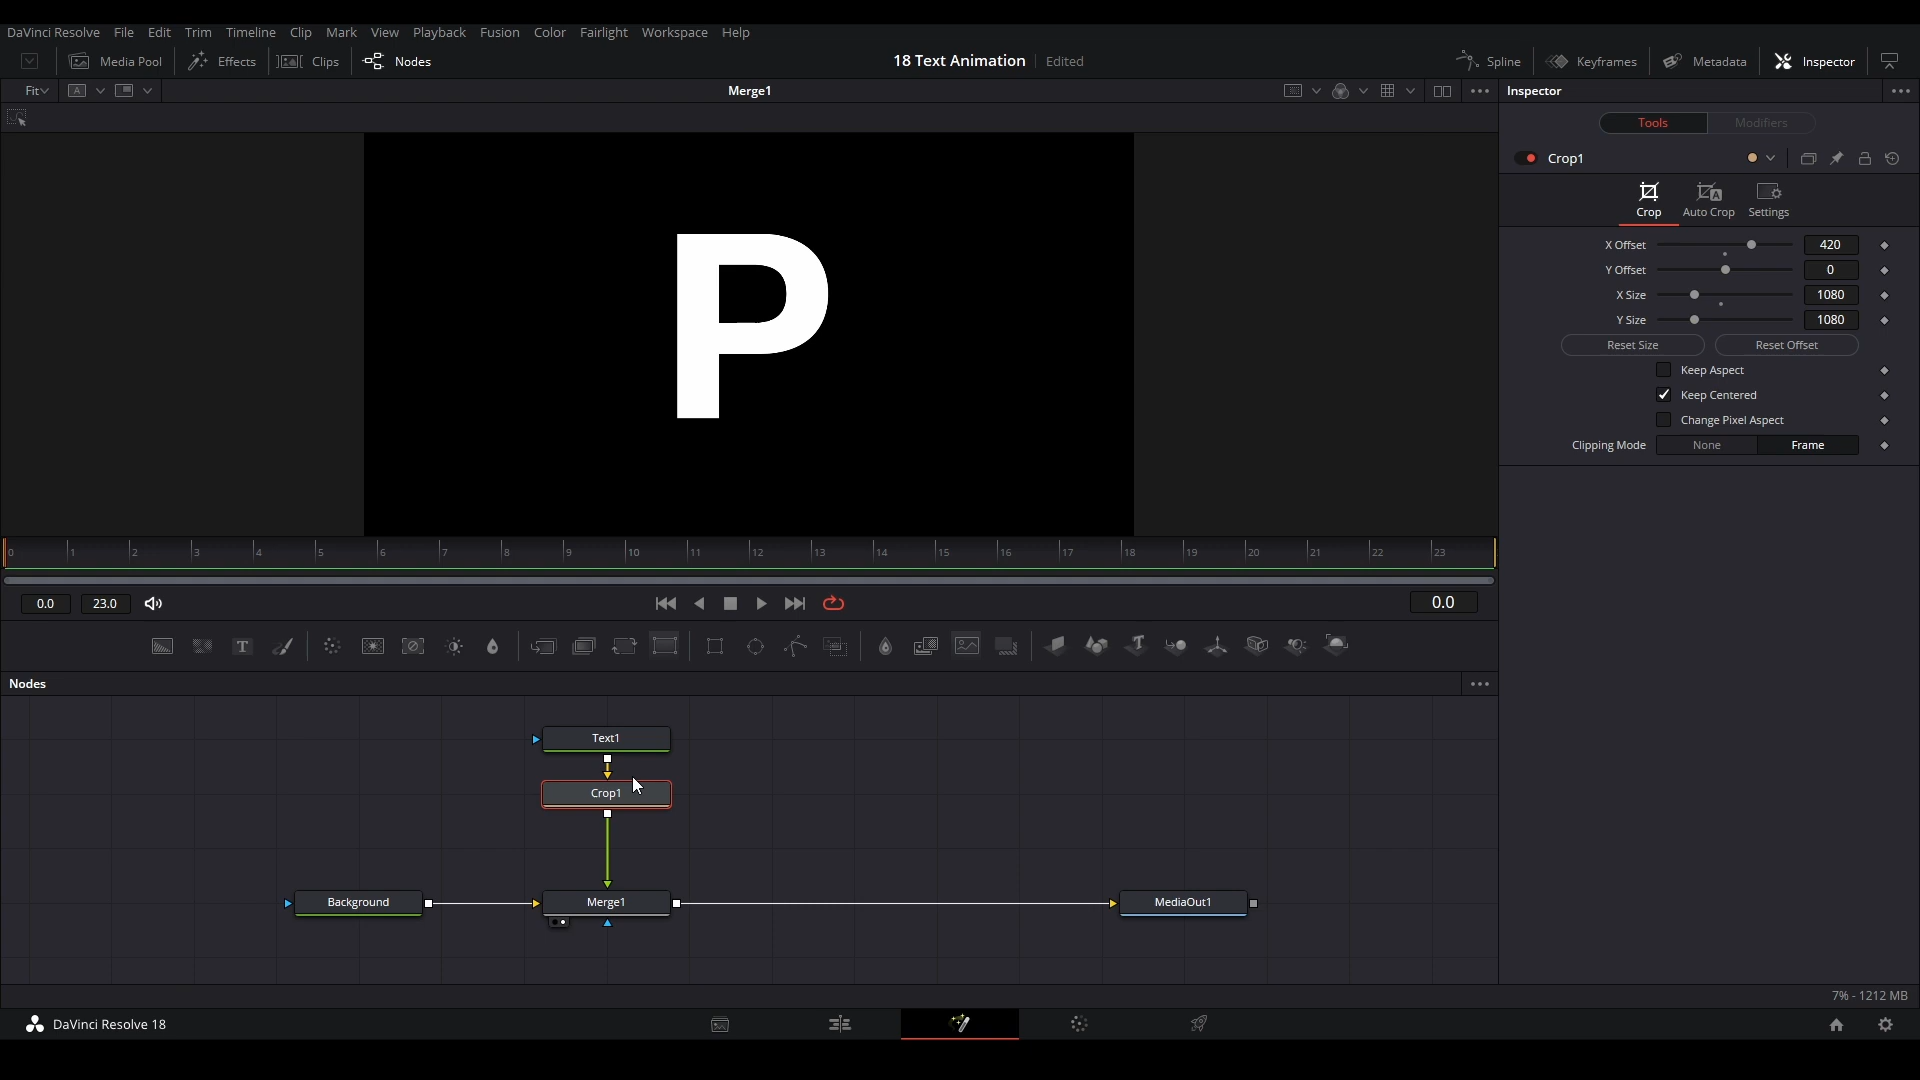 DaVinci Resolve File Edit Trim Timeline Clip Mark View Playback Fusion Color Fairlight Workspace Help
Media Pool Effects Clips Nodes 18 Text Animation Edited Spline Keyframes Metadata Inspector
Fit A Merge1 Inspector
Tools Modifiers
Crop1
Crop Auto Crop Settings
X Offset 420
Y Offset 0
X Size 1080
Y Size 1080
Reset Size Reset Offset
Keep Aspect
Keep Centered
Change Pixel Aspect
Clipping Mode None Frame
P
0 1 2 3 4 5 6 7 8 9 10 11 12 13 14 15 16 17 18 19 20 21 22 23
0.0 23.0 0.0
T T
Nodes
Text1
Crop1
Background Merge1 MediaOut1
7% - 1212 MB
DaVinci Resolve 18